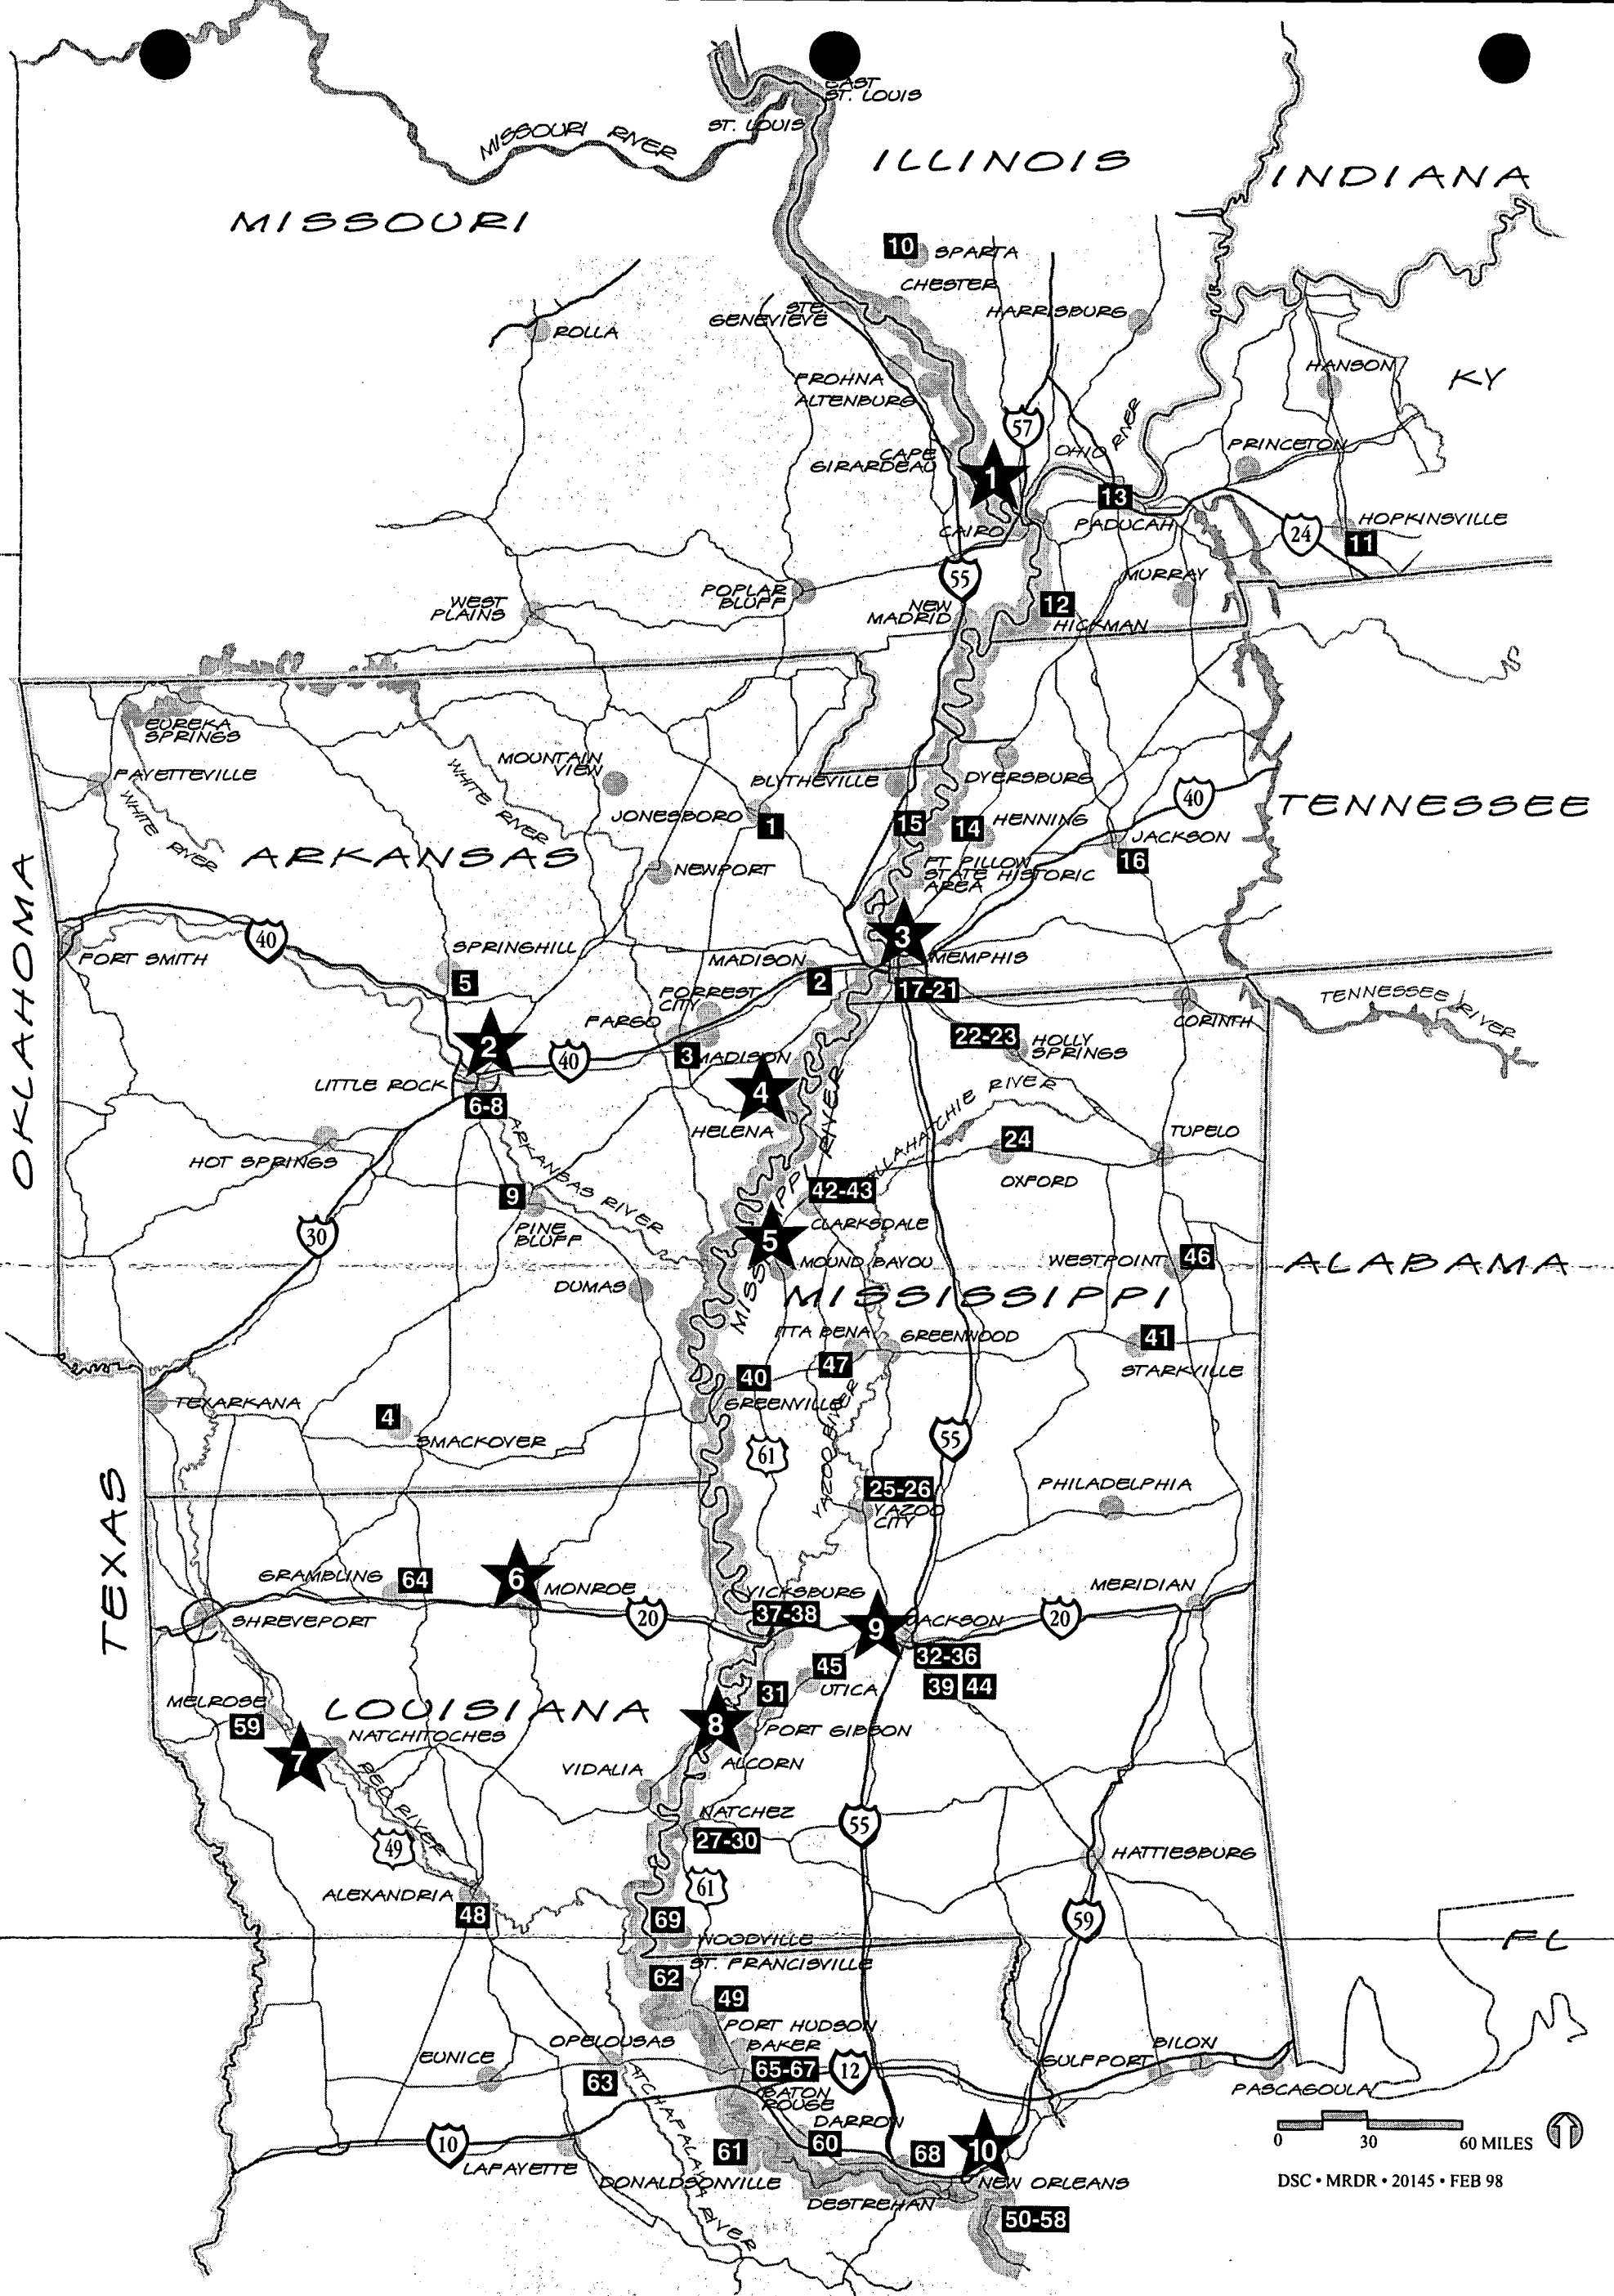 EAST
ST. LOUIS
ST. LOUIS
MISSOURI RIVER
ILLINOIS
INDIANA
MISSOURI
10
SPARTA
CHESTER
STE.
GENEVIEVE
HARRISBURG
ROLLA
HANSON
KY
FROHNA
ALTENBURG
57
OHIO RIVER
PRINCETON
CAPE
GIRARDEAU
1
13
PADUCAH
CAIRO
24
HOPKINSVILLE
11
55
MURRAY
POPLAR
BLUFF
WEST
PLAINS
NEW
MADRID
12
HICKMAN
EUREKA
SPRINGS
MOUNTAIN
VIEW
WHITE RIVER
FAYETTEVILLE
WHITE RIVER
BLYTHEVILLE
DYERSBURG
40
TENNESSEE
JONESBORO
1
15
14
HENNING
JACKSON
16
ARKANSAS
NEWPORT
FT PILLOW
STATE HISTORIC
AREA
OKLAHOMA
40
FORT SMITH
SPRINGHILL
5
MADISON
2
3
MEMPHIS
17-21
FORREST
CITY
FARGO
3
MADISON
22-23
HOLLY
SPRINGS
CORINTH
TENNESSEE RIVER
2
40
LITTLE ROCK
6-8
4
HELENA
MISSISSIPPI RIVER
TALLAHATCHIE RIVER
24
OXFORD
TUPELO
HOT SPRINGS
ARKANSAS RIVER
9
PINE
BLUFF
42-43
CLARKSDALE
30
5
MOUND BAYOU
WESTPOINT
46
ALABAMA
DUMAS
MISSISSIPPI
ITTA BENA
GREENWOOD
41
STARKVILLE
40
47
GREENVILLE
TEXARKANA
4
SMACKOVER
61
YAZOO RIVER
55
25-26
YAZOO
CITY
PHILADELPHIA
TEXAS
GRAMBLING
64
6
MONROE
VICKSBURG
37-38
MERIDIAN
SHREVEPORT
20
9
JACKSON
20
32-36
39
44
45
UTICA
31
MELROSE
59
LOUISIANA
8
PORT GIBSON
7
NATCHITOCHES
ALCORN
VIDALIA
RED RIVER
NATCHEZ
27-30
55
49
HATTIESBURG
61
ALEXANDRIA
48
69
59
WOODVILLE
FL
ST. FRANCISVILLE
62
49
PORT HUDSON
BAKER
OPELOUSAS
EUNICE
63
65-67
12
BATON
ROUGE
BILOXI
GULFPORT
PASCAGOULA
ATCHAFALAYA RIVER
DARROW
10
LAFAYETTE
61
60
68
10
DONALDSONVILLE
NEW ORLEANS
DESTREHAN
50-58
0 30 60 MILES
DSC • MRDR • 20145 • FEB 98